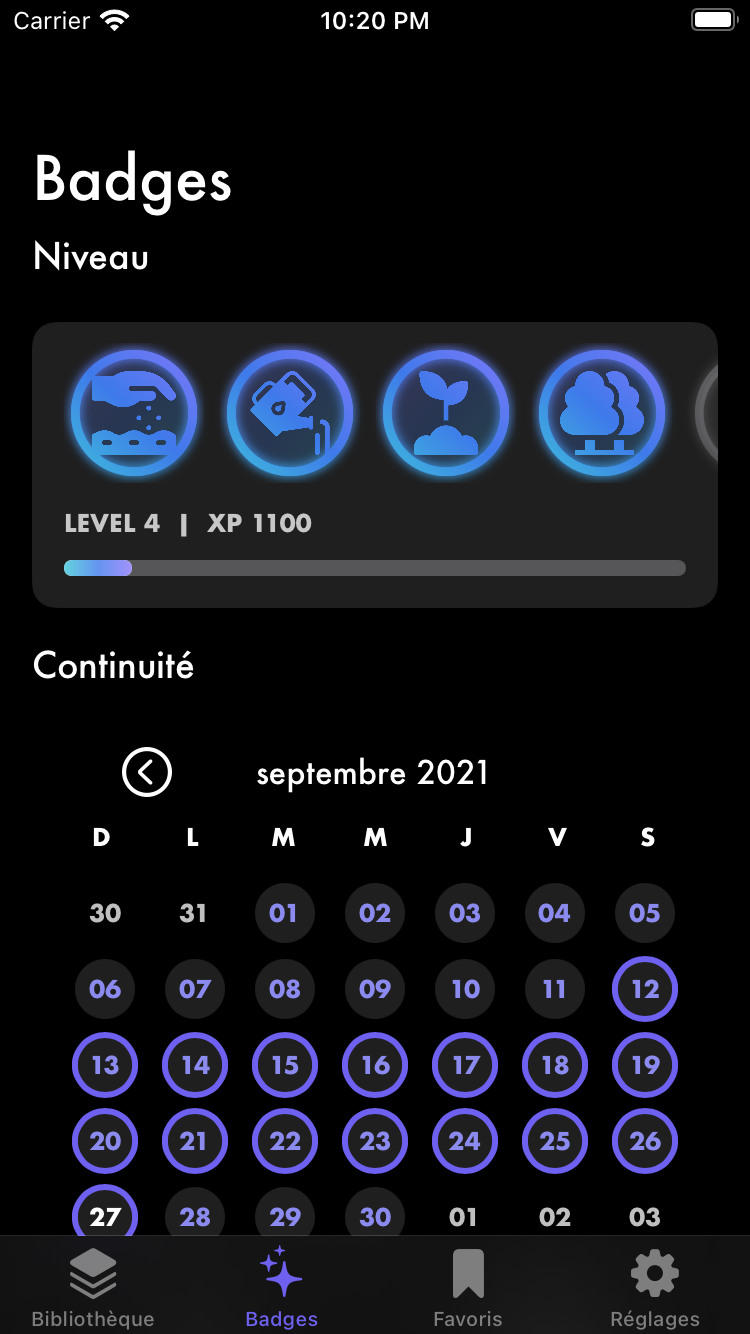 Carrier 10:20 PM
Badges
Niveau
LEVEL 4 | XP 1100
Continuité
septembre 2021
D L M M J V S
30 31 01 02 03 04 05
06 07 08 09 10 11 12
13 14 15 16 17 18 19
20 21 22 23 24 25 26
27 28 29 30 01 02 03
Bibliothèque Badges Favoris Réglages